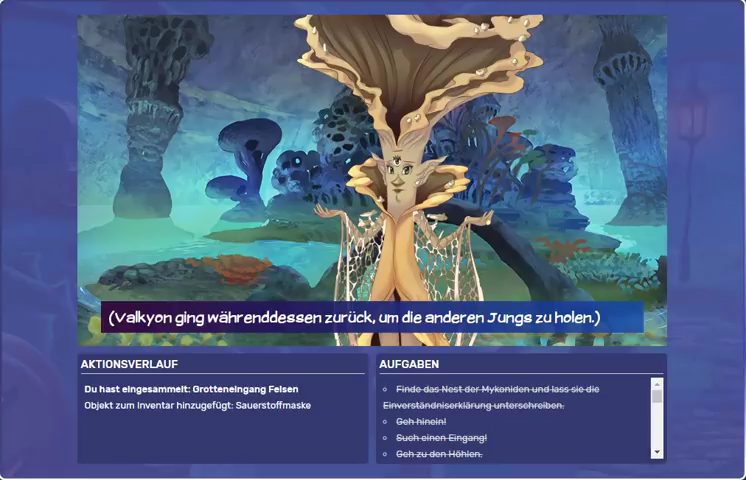 (Valkyon ging währenddessen zurück, um die anderen Jungs zu holen.)
AKTIONSVERLAUF
Du hast eingesammelt: Grotteneingang Felsen
Objekt zum Inventar hinzugefügt: Sauerstoffmaske
AUFGABEN
Finde das Nest der Mykoniden und lass sie die
Einverständniserklärung unterschreiben.
Geh hinein!
Such einen Eingang!
Geh zu den Höhlen.